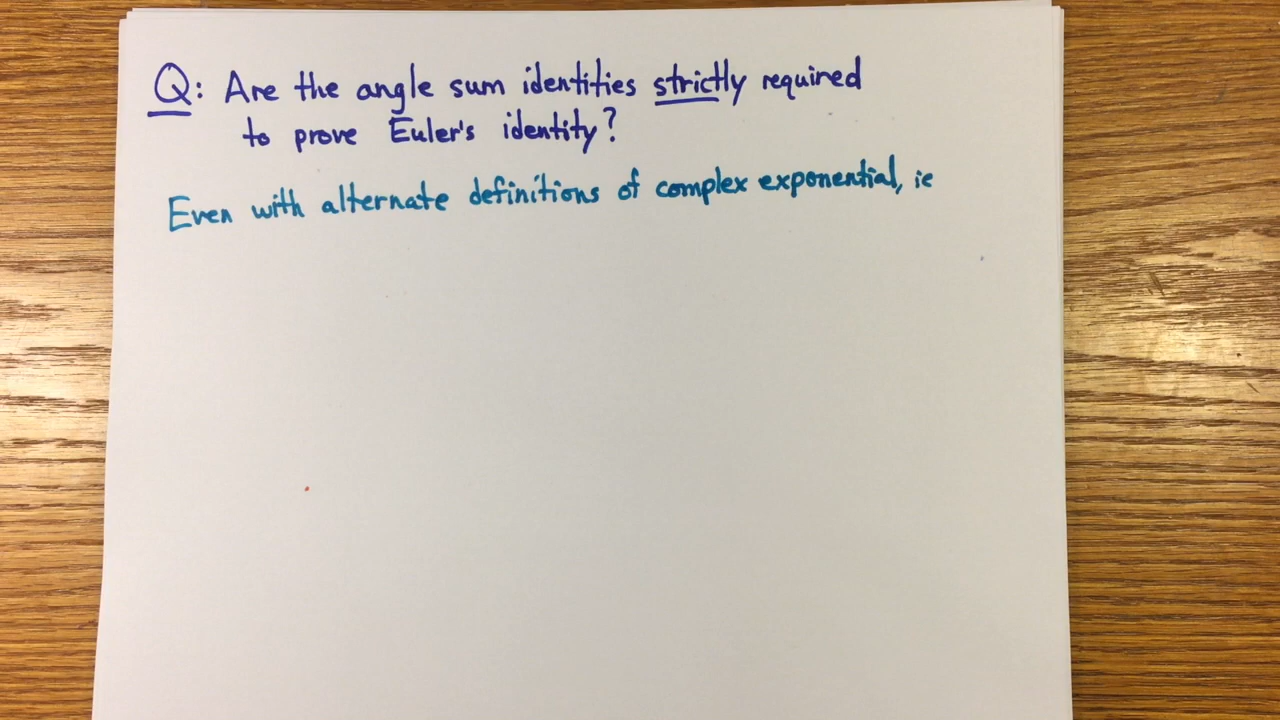 Q: Are the angle sum identities strictly required
to prove Euler's identity?
Even with alternate definitions of complex exponential, ie